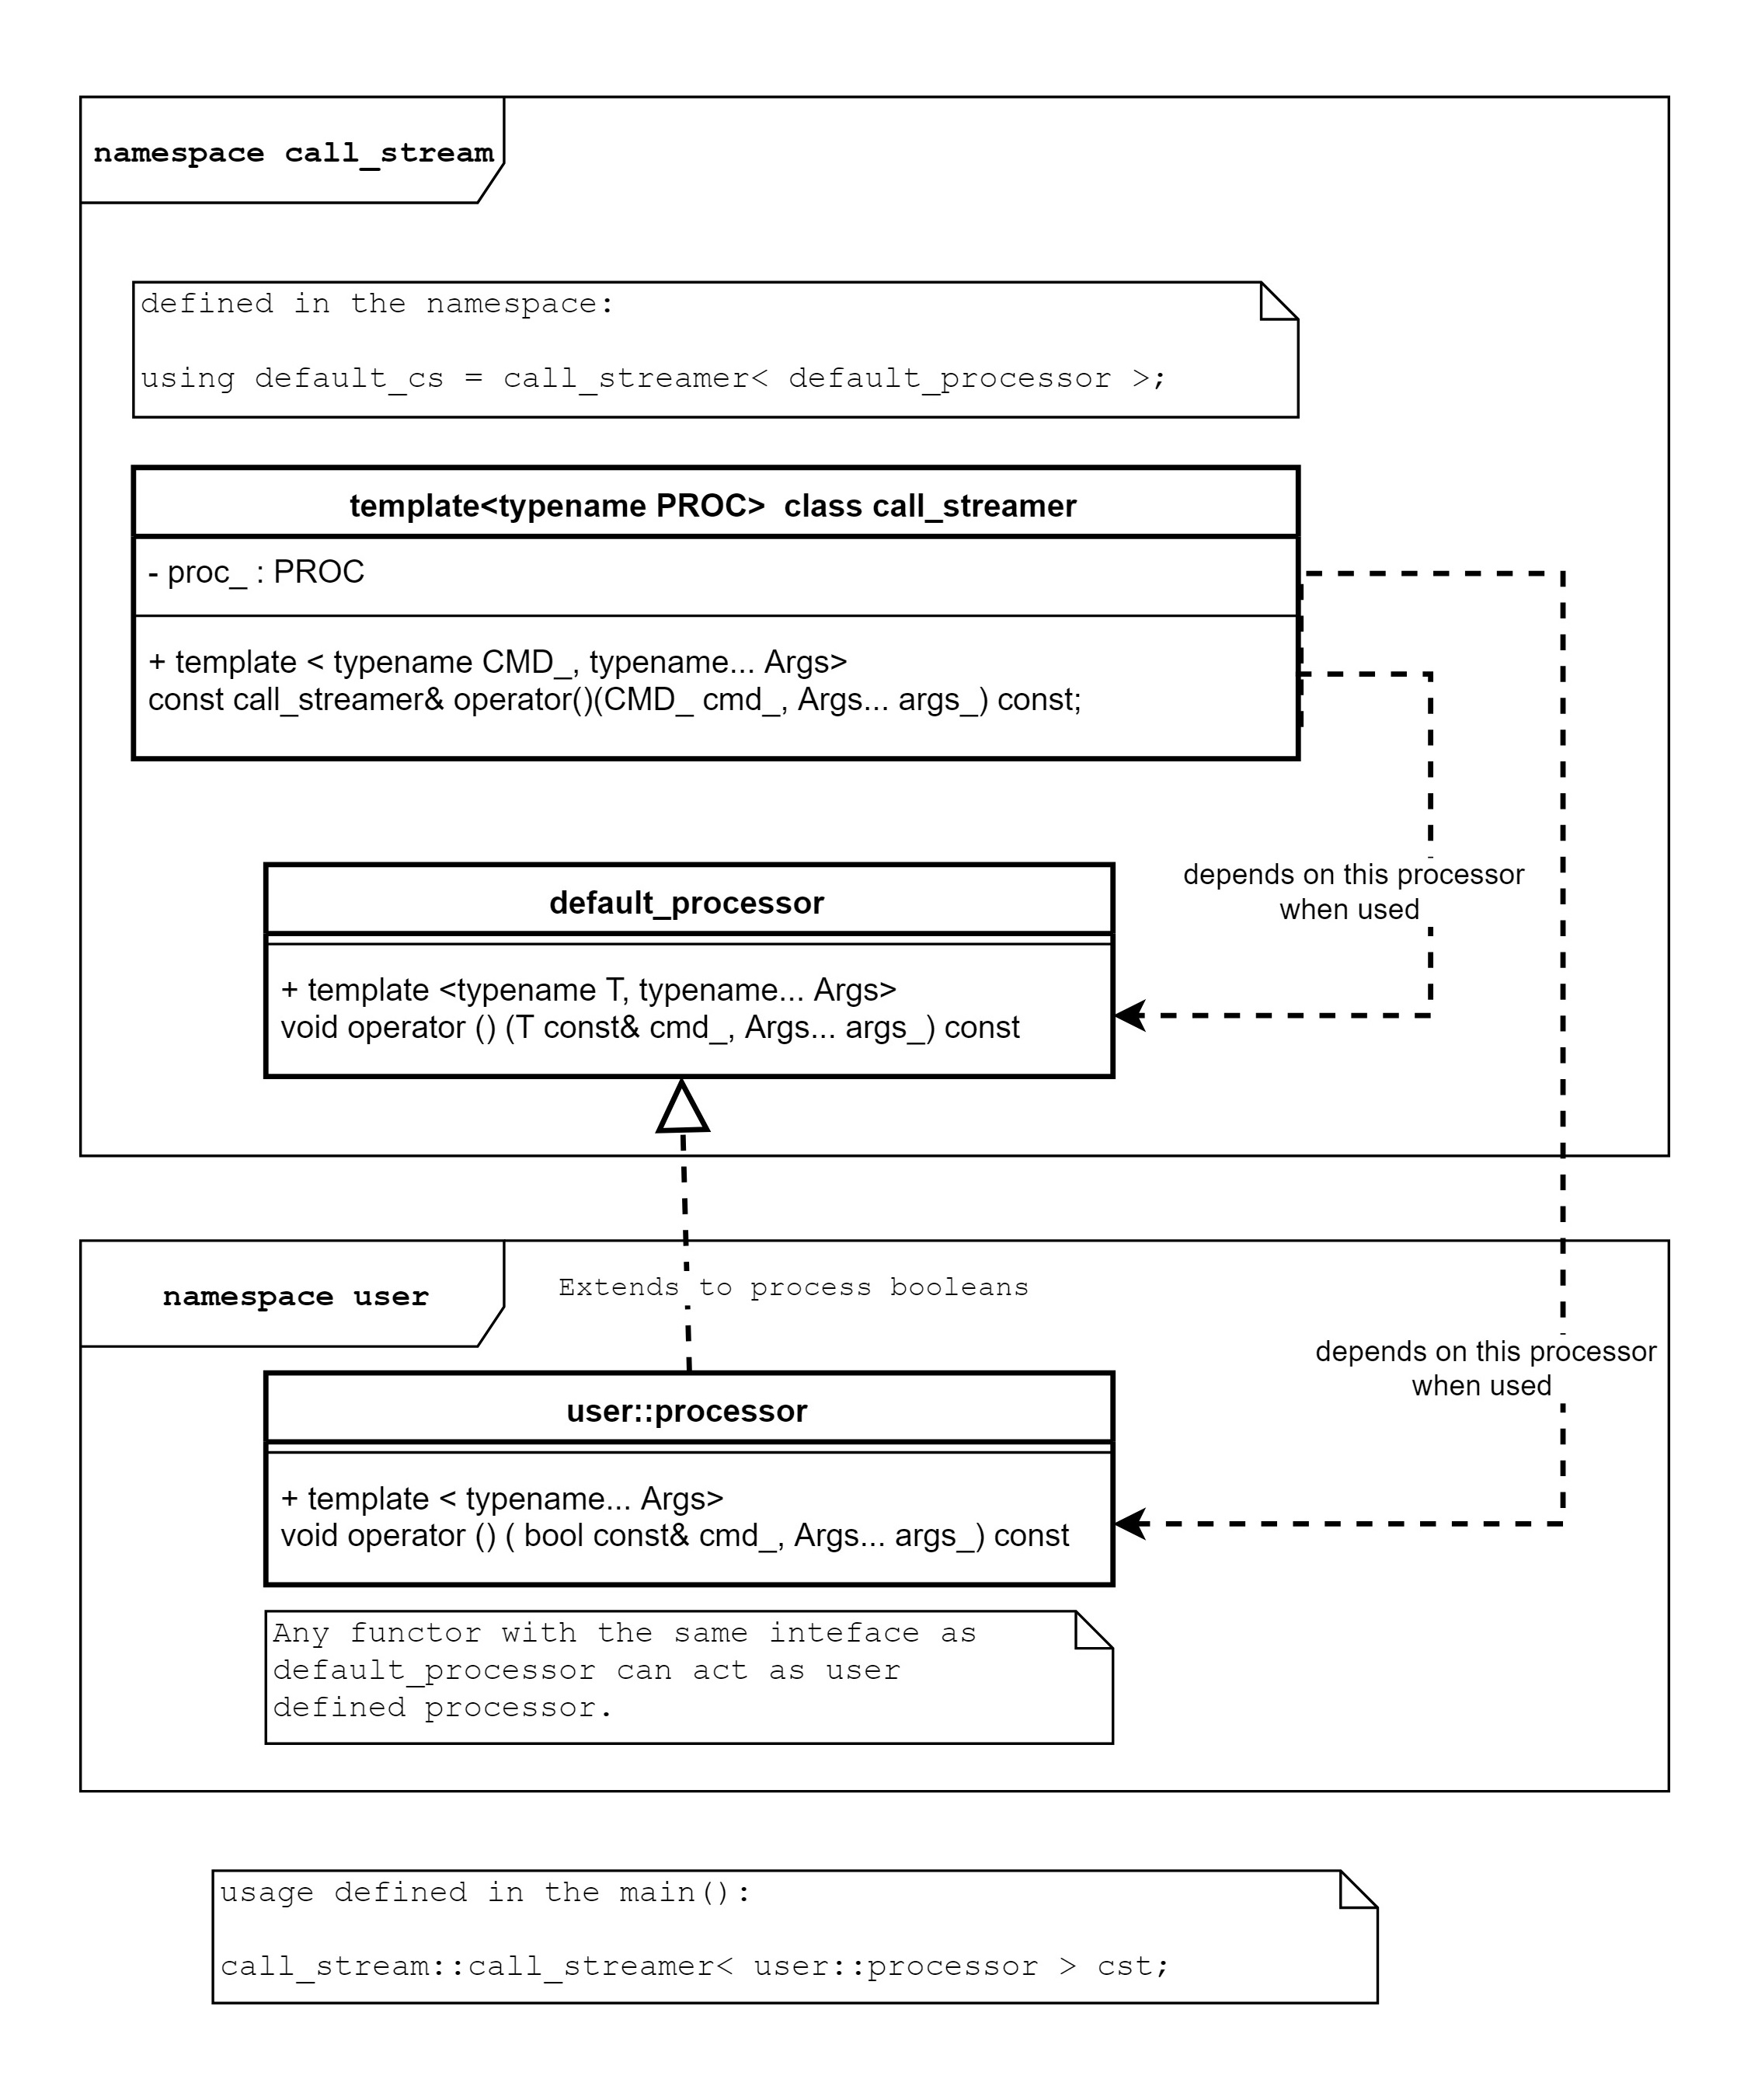 namespace call_stream
defined in the namespace:
using default_cs = call_streamer< default_processor >;
template<typename PROC>  class call_streamer
- proc_ : PROC
+ template < typename CMD_, typename... Args>
const call_streamer& operator()(CMD_ cmd_, Args... args_) const;
depends on this processor
when used
default_processor
+ template <typename T, typename... Args>
void operator () (T const& cmd_, Args... args_) const
namespace user
Extends to process booleans
depends on this processor
when used
user::processor
+ template < typename... Args>
void operator () ( bool const& cmd_, Args... args_) const
Any functor with the same inteface as
default_processor can act as user
defined processor.
usage defined in the main():
call_stream::call_streamer< user::processor > cst;